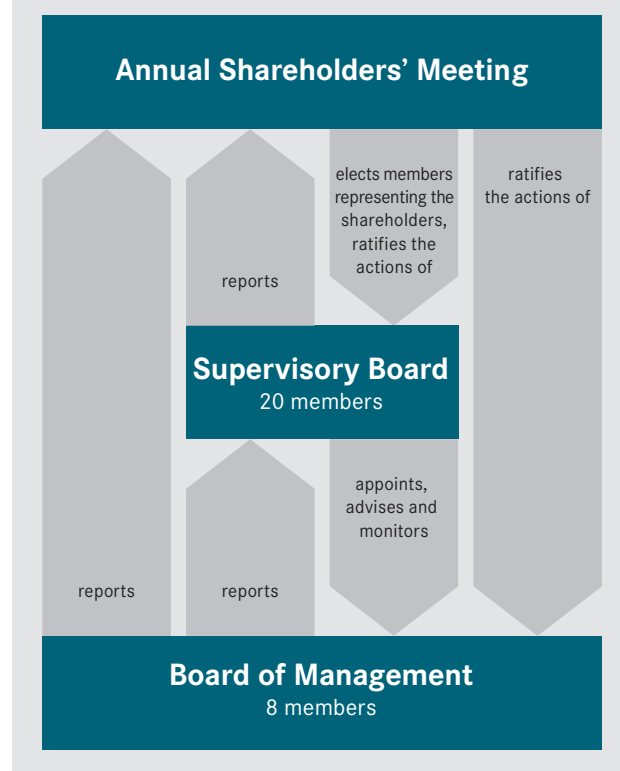 Annual Shareholders’ Meeting
elects members
representing the
shareholders,
ratifies the
actions of
ratifies
the actions of
reports
Supervisory Board
20 members
appoints,
advises and
monitors
reports
reports
Board of Management
8 members